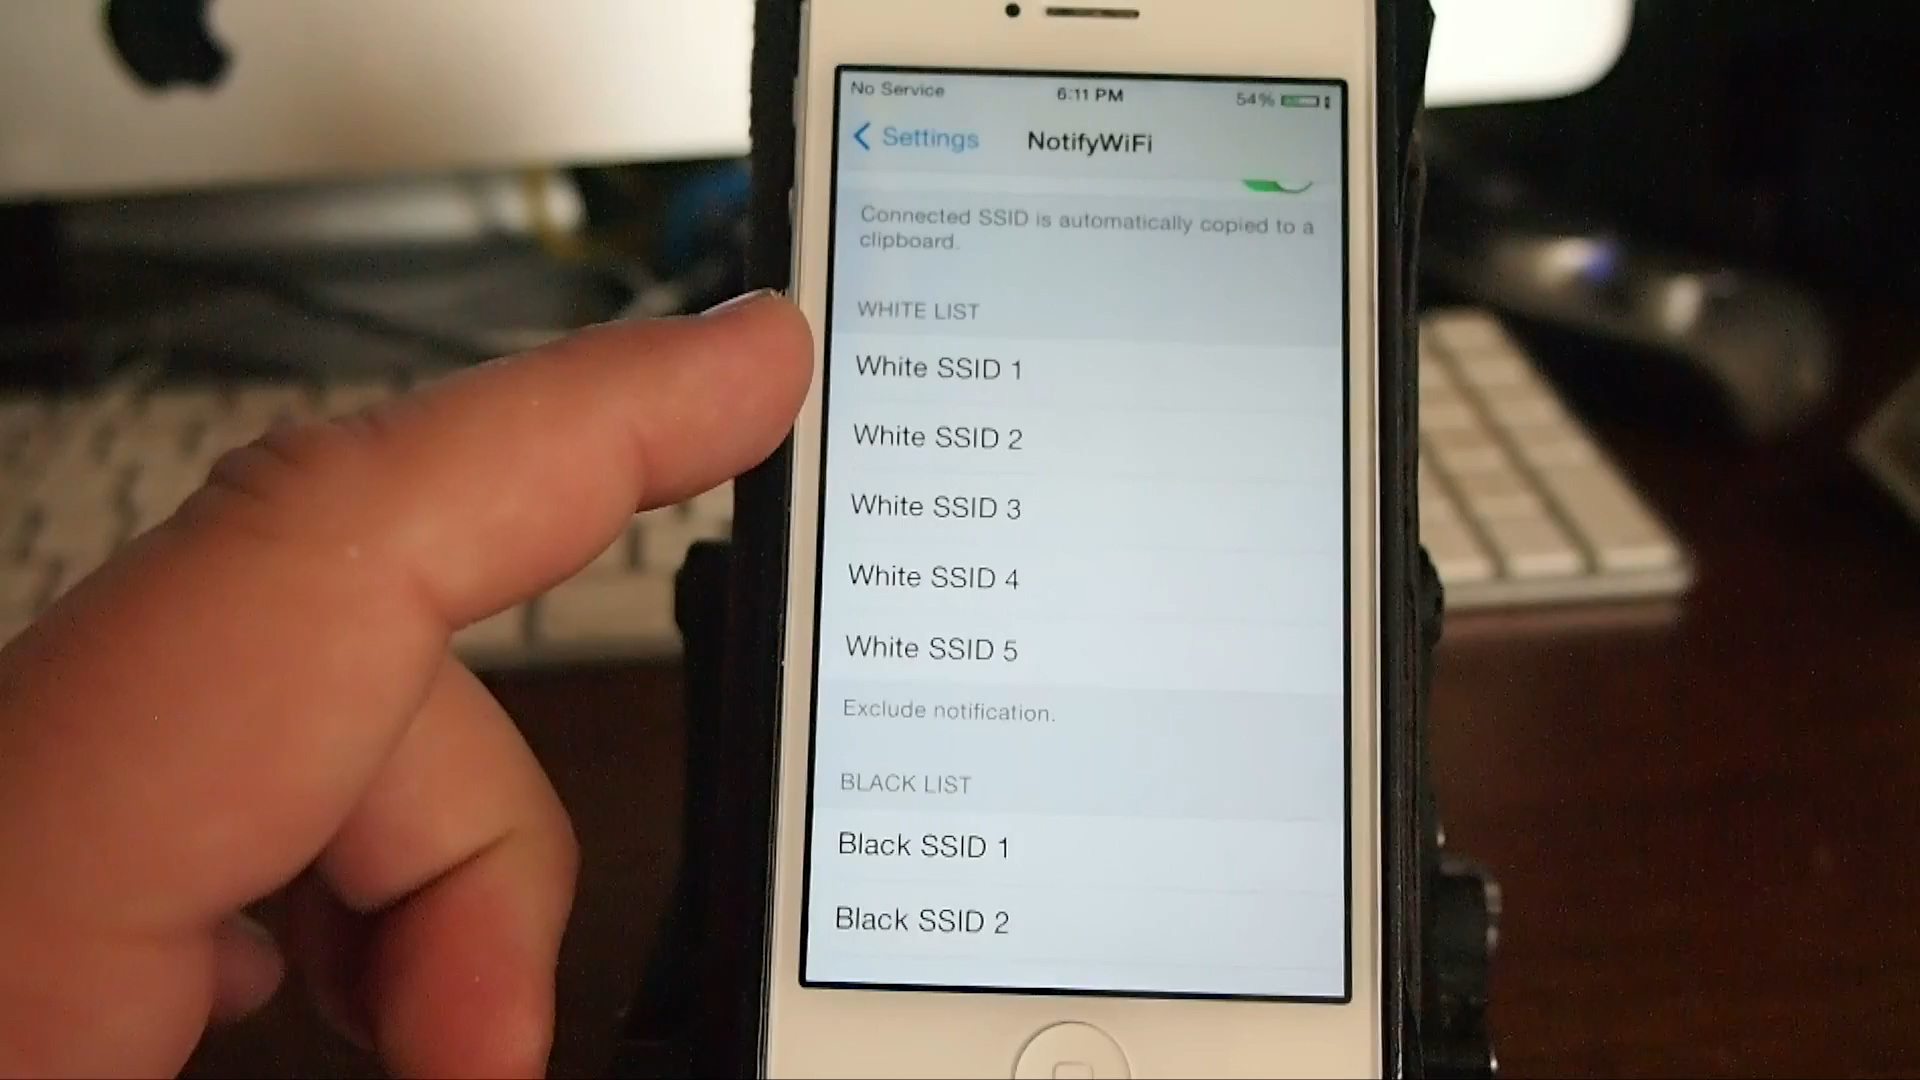 No Service 6:11 PM 54%
Settings NotifyWiFi
Connected SSID is automatically copied to a
clipboard.
WHITE LIST
White SSID 1
White SSID 2
White SSID 3
White SSID 4
White SSID 5
Exclude notification.
BLACK LIST
Black SSID 1
Black SSID 2